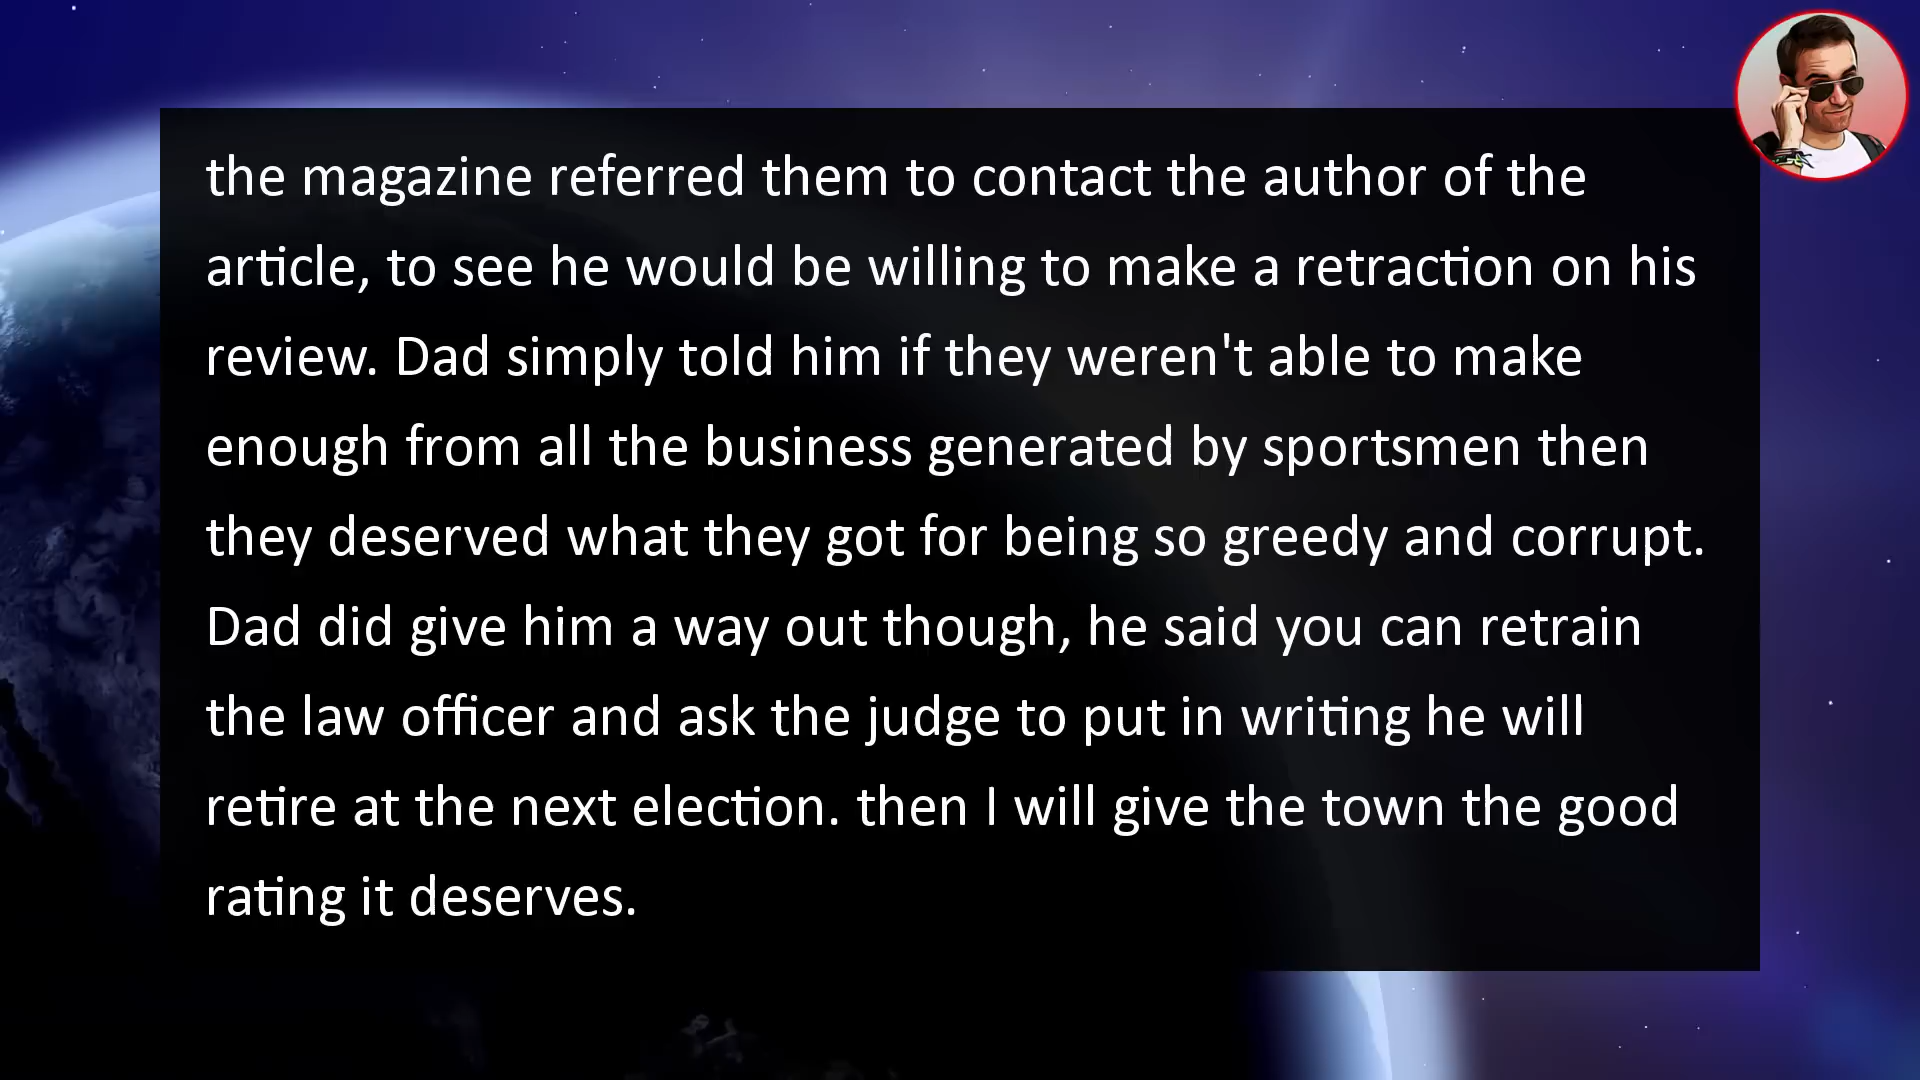 the magazine referred them to contact the author of the
article, to see he would be willing to make a retraction on his
review. Dad simply told him if they weren't able to make
enough from all the business generated by sportsmen then
they deserved what they got for being so greedy and corrupt.
Dad did give him a way out though, he said you can retrain
the law officer and ask the judge to put in writing he will
retire at the next election. then I will give the town the good
rating it deserves.